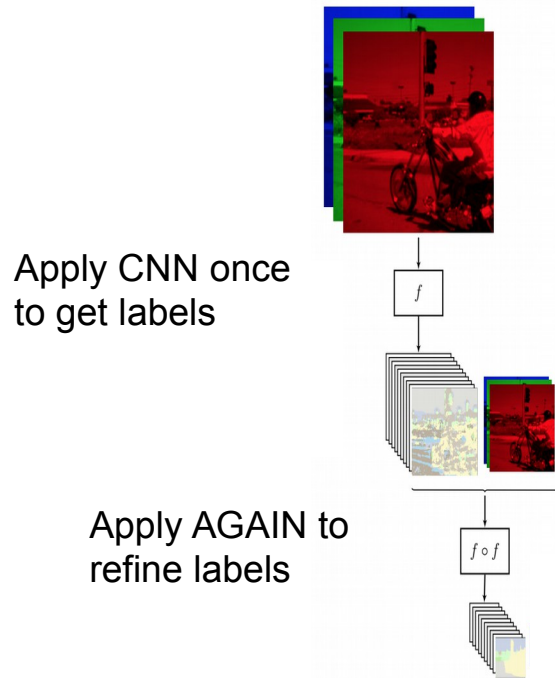 Apply CNN once
to get labels
f
Apply AGAIN to
refine labels
f ∘ f